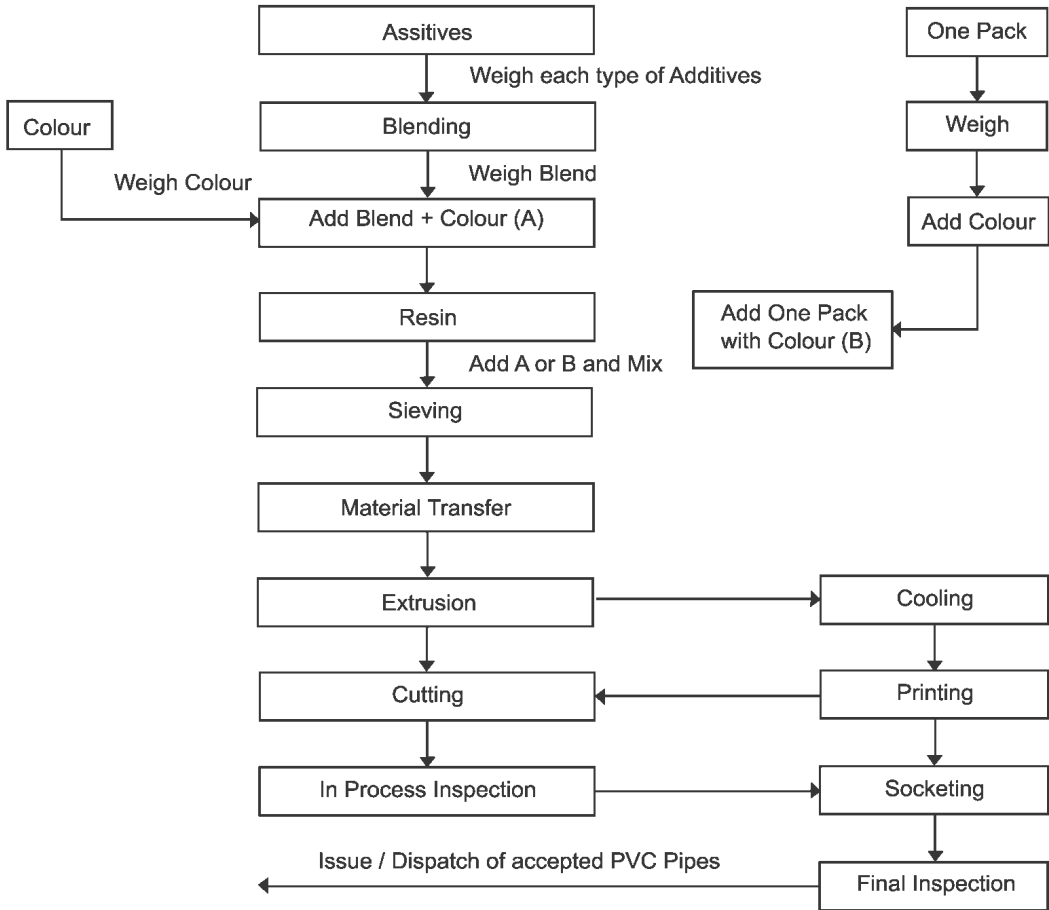 Assitives
One Pack
Weigh each type of Additives
Colour
Blending
Weigh
Weigh Colour
Weigh Blend
Add Blend + Colour (A)
Add Colour
Resin
Add One Pack
with Colour (B)
Add A or B and Mix
Sieving
Material Transfer
Extrusion
Cooling
Cutting
Printing
In Process Inspection
Socketing
Issue / Dispatch of accepted PVC Pipes
Final Inspection